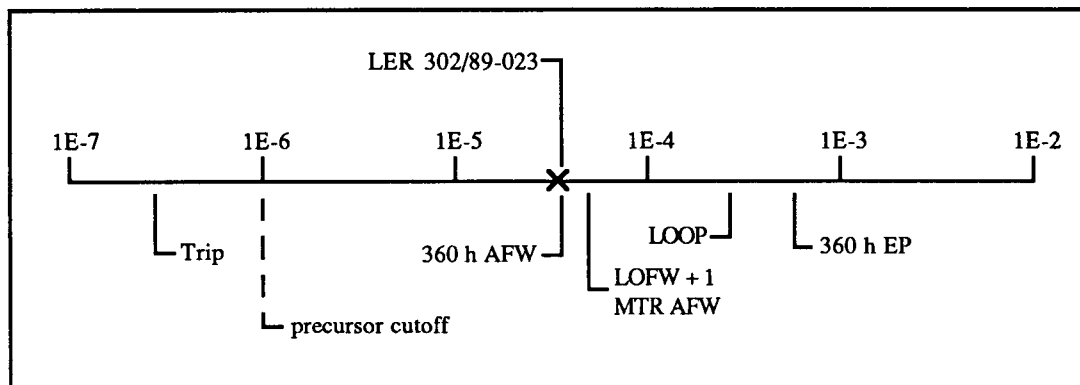 LER 302/89-023
1E-7 1E-6 1E-5 1E-4 1E-3 1E-2
Trip
360 h AFW
LOOP
360 h EP
LOFW + 1
MTR AFW
precursor cutoff